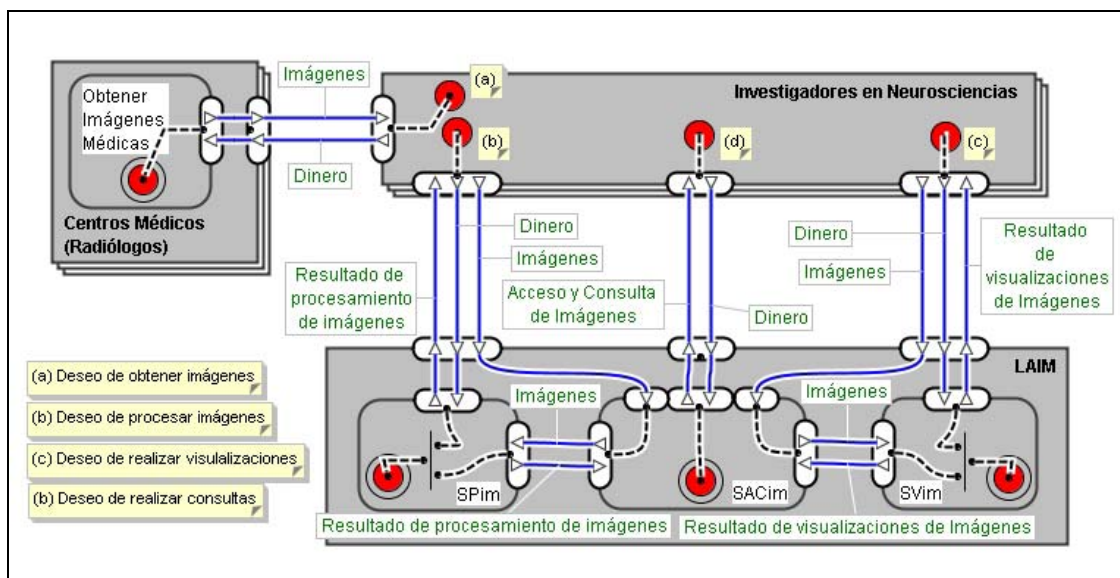 Imágenes
(a)
Investigadores en Neurosciencias
Obtener
Imágenes
Médicas
(b)
(d)
(c)
Dinero
Centros Médicos
(Radiólogos)
Dinero
Imágenes
Resultado de
procesamiento
de imágenes
Acceso y Consulta
de Imágenes
Dinero
Dinero
Imágenes
Resultado
de
visualizaciones
de Imágenes
LAIM
(a) Deseo de obtener imágenes
(b) Deseo de procesar imágenes
(c) Deseo de realizar visulalizaciones
(b) Deseo de realizar consultas
Imágenes
Imágenes
SPim
SACim
SVim
Resultado de procesamiento de imágenes
Resultado de visualizaciones de Imágenes